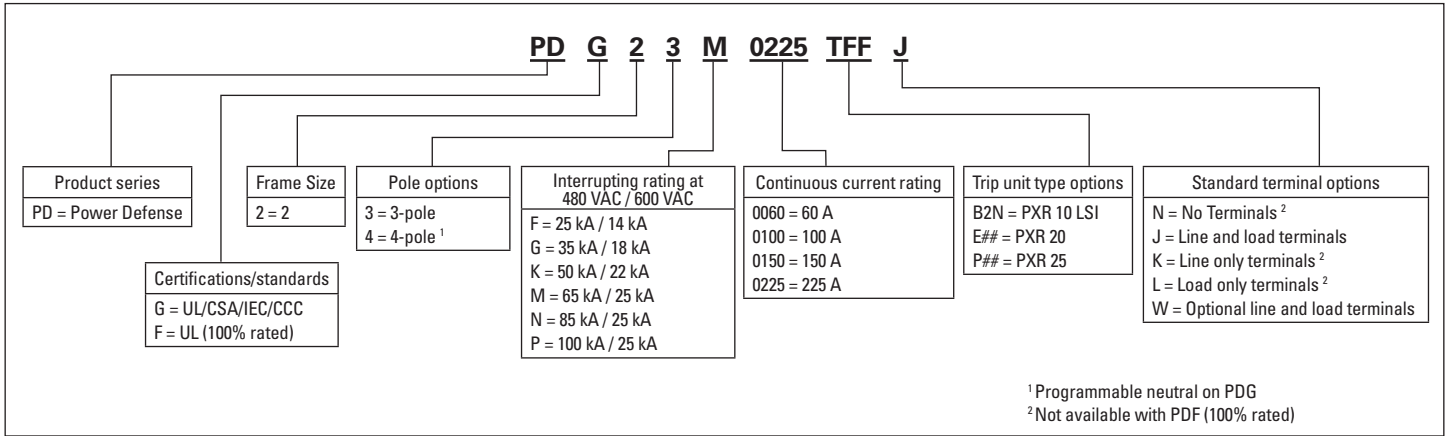 PD G 2 3 M 0225 TFF J
Product series
PD = Power Defense
Certifications/standards
G = UL/CSA/IEC/CCC
F = UL (100% rated)
Frame Size
2 = 2
Pole options
3 = 3-pole
4 = 4-pole 1
Interrupting rating at
480 VAC / 600 VAC
F = 25 kA / 14 kA
G = 35 kA / 18 kA
K = 50 kA / 22 kA
M = 65 kA / 25 kA
N = 85 kA / 25 kA
P = 100 kA / 25 kA
Continuous current rating
0060 = 60 A
0100 = 100 A
0150 = 150 A
0225 = 225 A
Trip unit type options
B2N = PXR 10 LSI
E## = PXR 20
P## = PXR 25
Standard terminal options
N = No Terminals 2
J = Line and load terminals
K = Line only terminals 2
L = Load only terminals 2
W = Optional line and load terminals
1 Programmable neutral on PDG
2 Not available with PDF (100% rated)